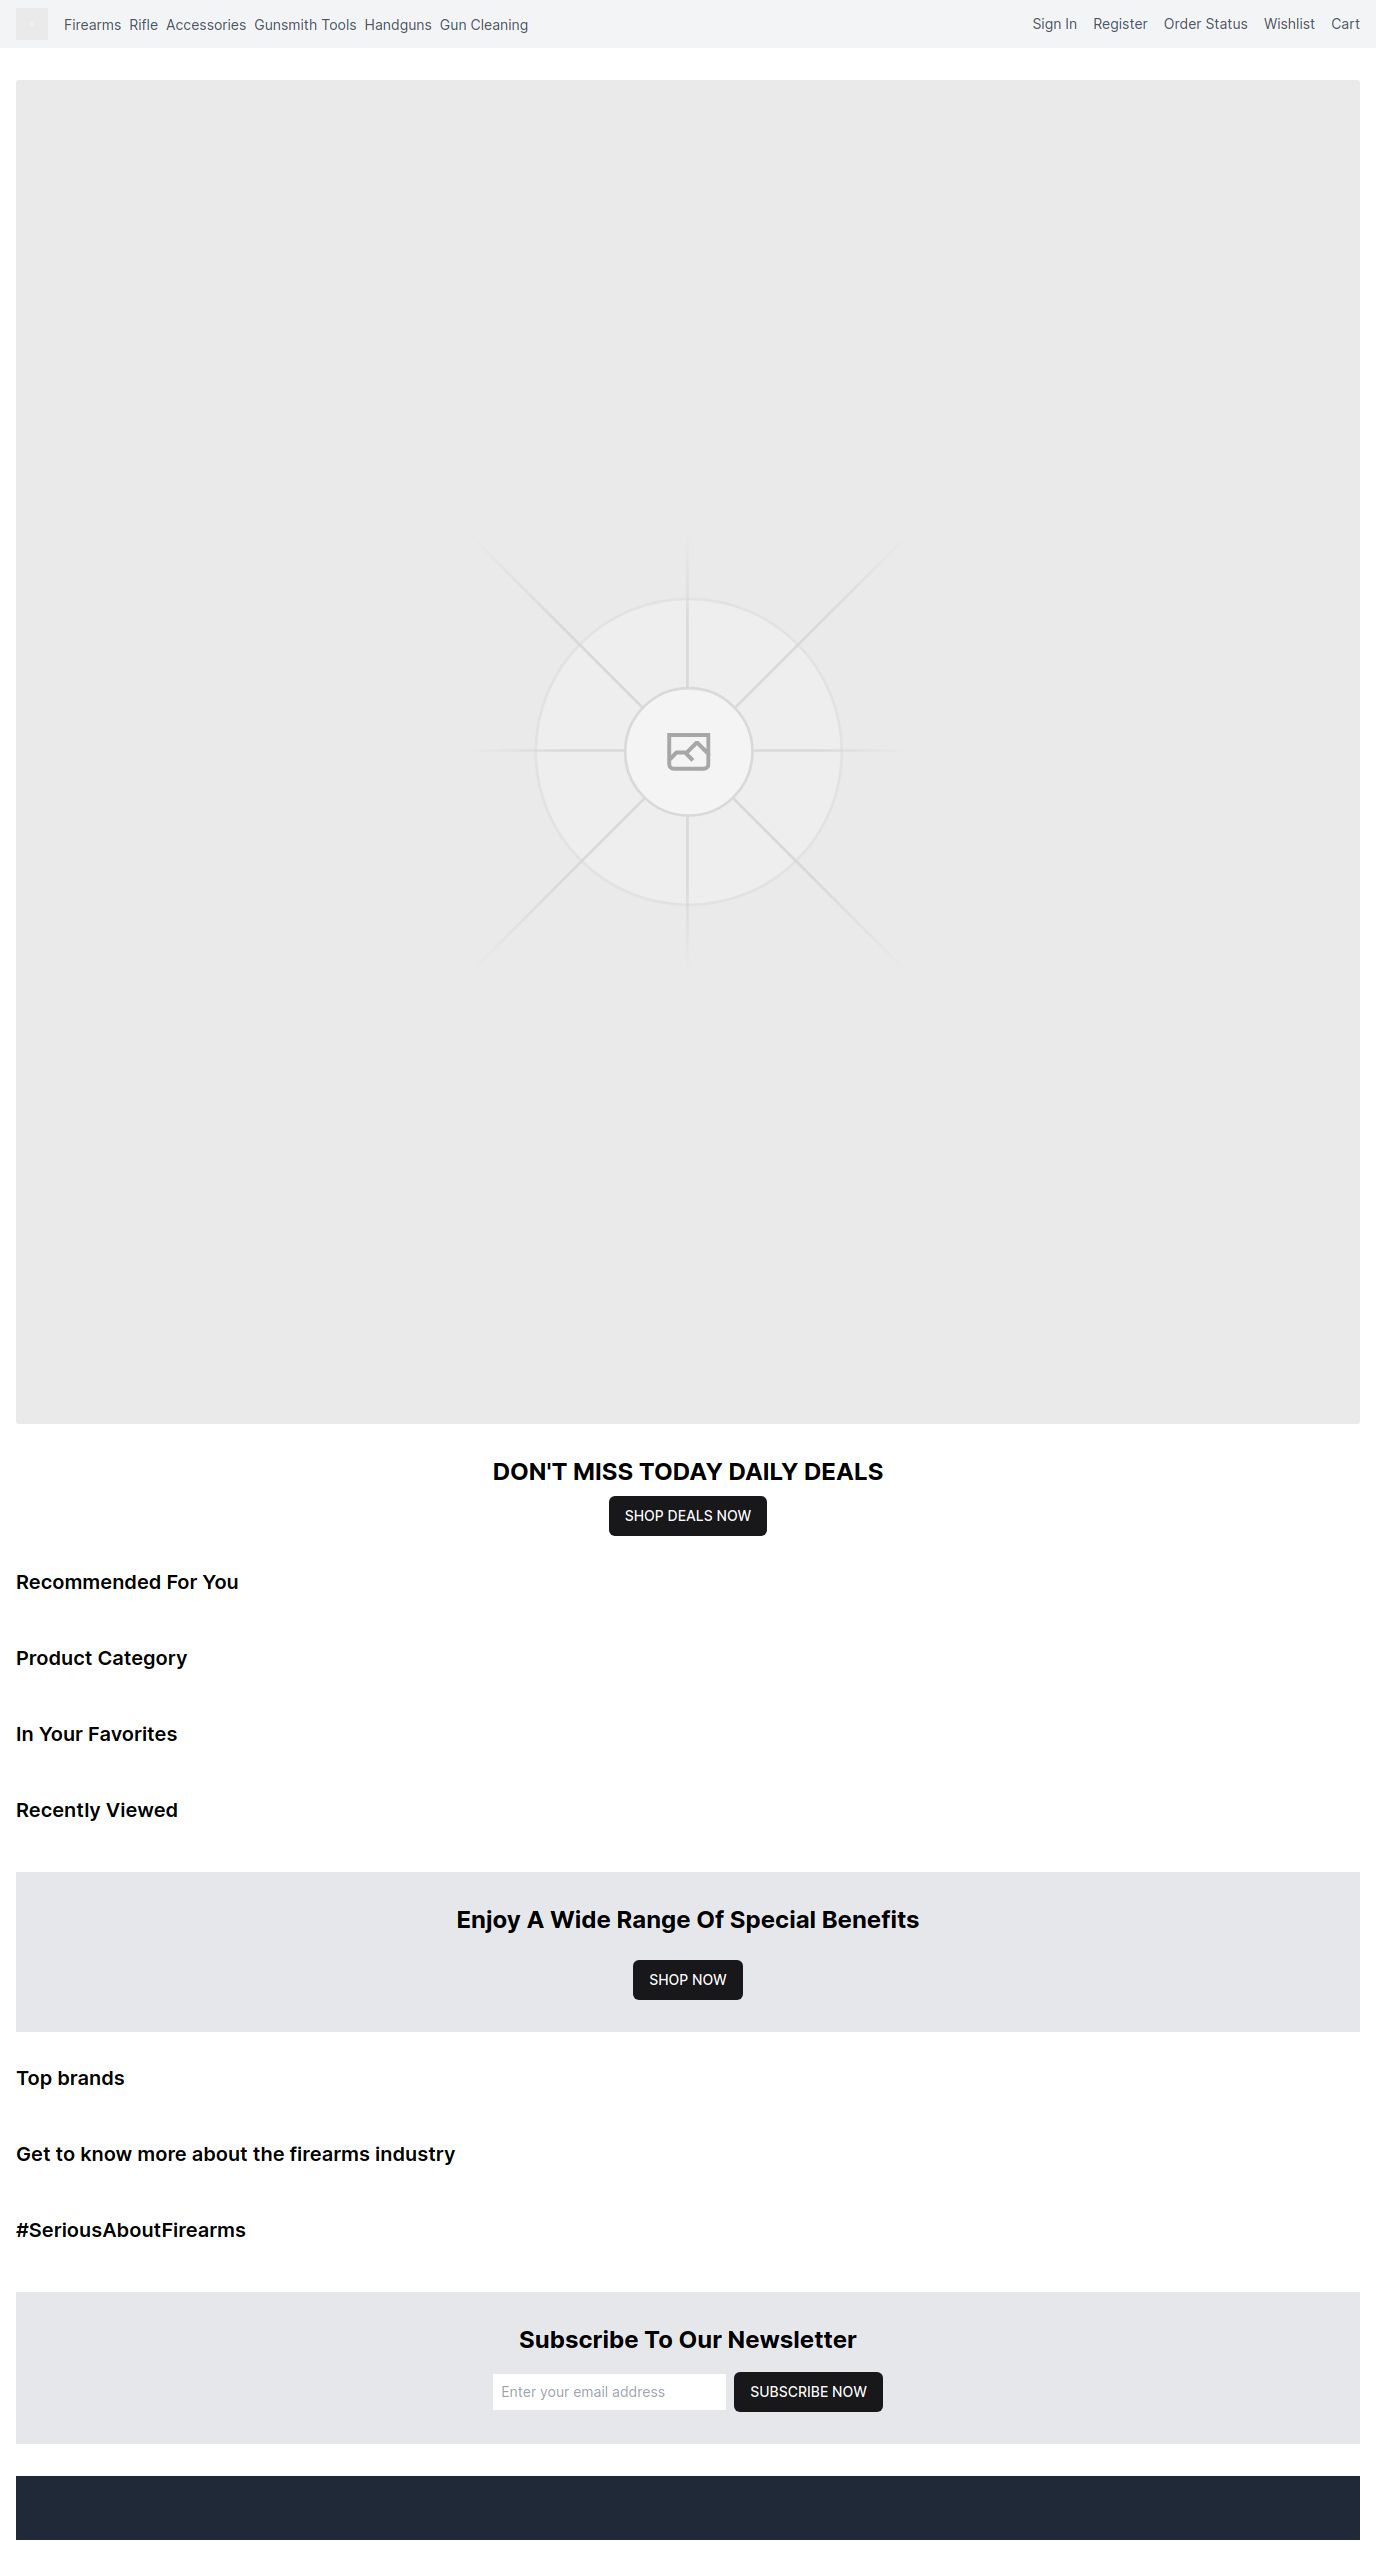 Firearms Rifle Accessories Gunsmith Tools Handguns Gun Cleaning Sign In Register Order Status Wishlist Cart
DON'T MISS TODAY DAILY DEALS
SHOP DEALS NOW
Recommended For You
Product Category
In Your Favorites
Recently Viewed
Enjoy A Wide Range Of Special Benefits
SHOP NOW
Top brands
Get to know more about the firearms industry
#SeriousAboutFirearms
Subscribe To Our Newsletter
Enter your email address SUBSCRIBE NOW